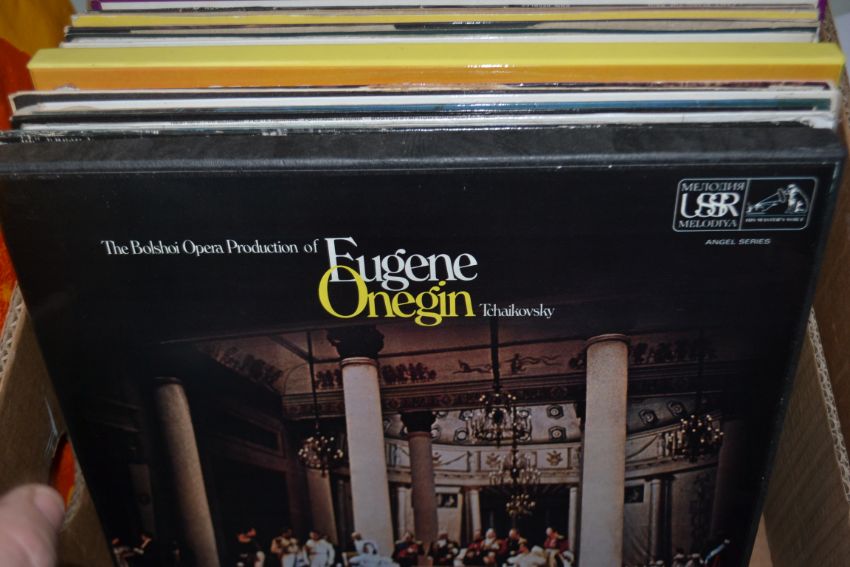 МЕЛОДИЯ
USSR
MELODIYA
HIS MASTER'S VOICE
ANGEL SERIES
The Bolshoi Opera Production of Eugene
Onegin Tchaikovsky